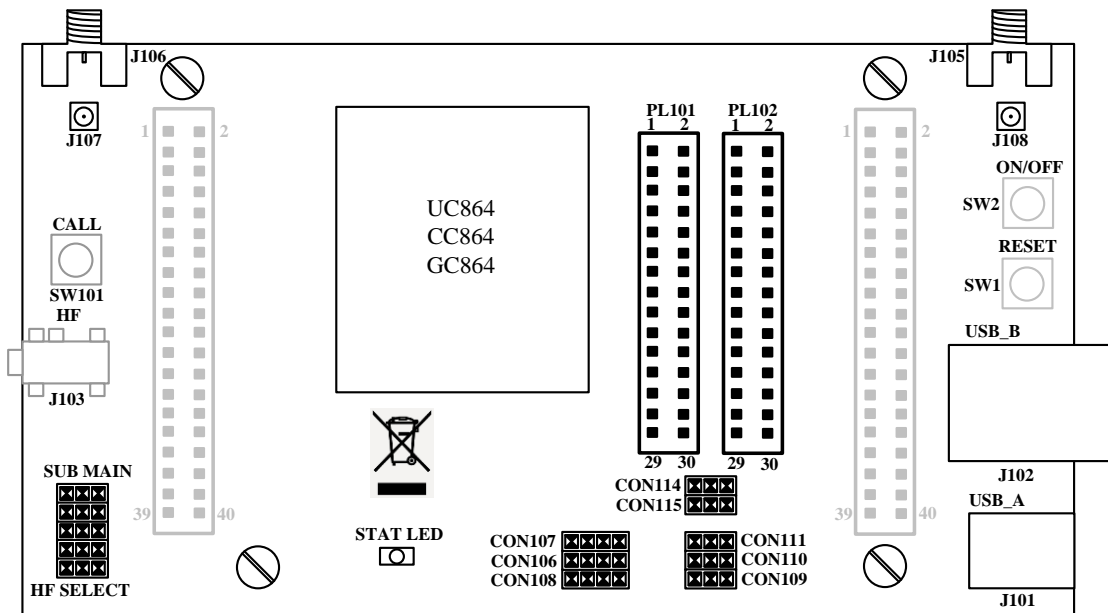 J106
J105
J107
PL101
PL102
J108
1 2
1 2
1 2
1 2
ON/OFF
SW2
CALL
SW101
UC864
CC864
GC864
RESET
SW1
HF
J103
USB_B
J102
29 30
29 30
SUB MAIN
HF SELECT
39 40
39 40
CON114
CON115
USB_A
J101
STAT LED
CON107
CON106
CON108
CON111
CON110
CON109